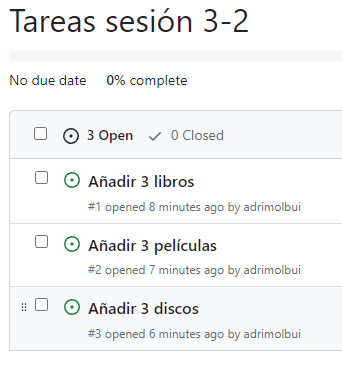 Tareas sesión 3-2
No due date 0% complete
3 Open 0 Closed
Añadir 3 libros
#1 opened 8 minutes ago by adrimolbui
Añadir 3 películas
#2 opened 7 minutes ago by adrimolbui
Añadir 3 discos
#3 opened 6 minutes ago by adrimolbui